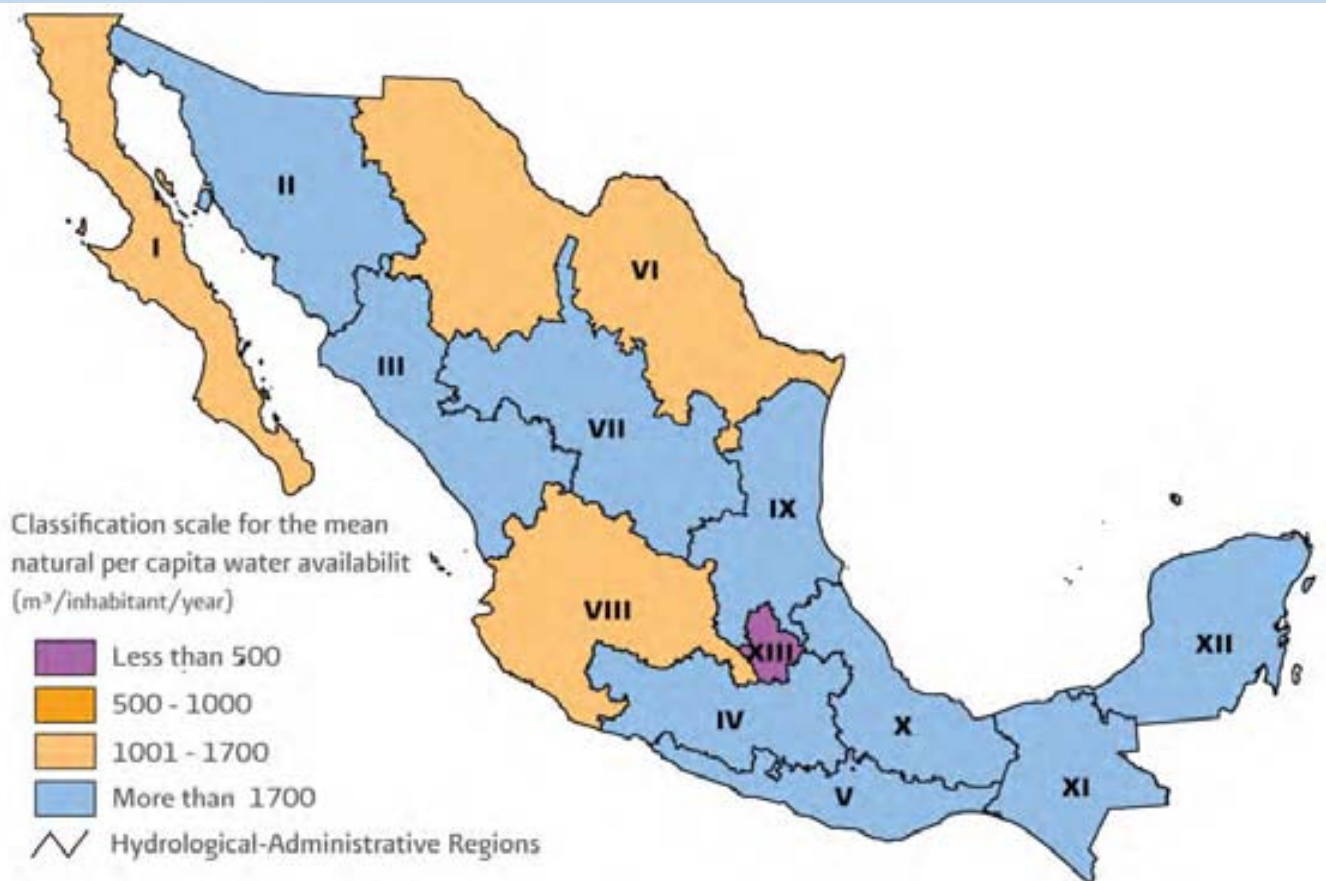 II
VI
I
III
VII
IX
Classification scale for the mean
natural per capita water availabilit
(m³/inhabitant/year)
VIII
XIII
XII
Less than 500
500 - 1000
IV
X
1001 - 1700
More than 1700
V
XI
Hydrological-Administrative Regions